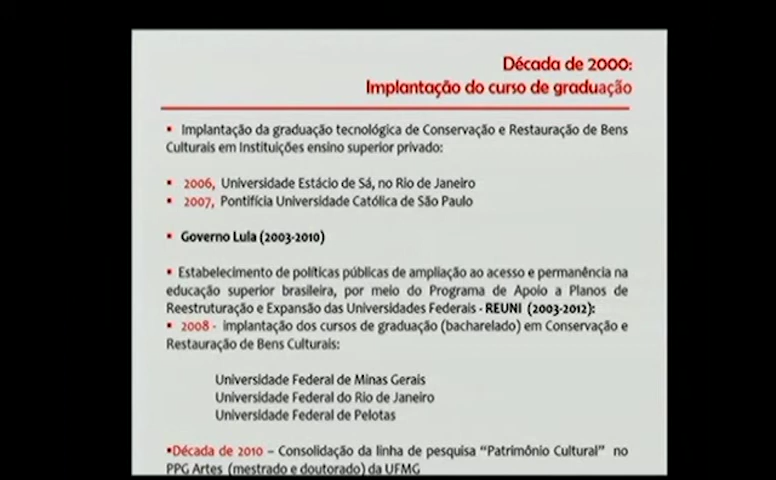 Década de 2000:
Implantação do curso de graduação
▪ Implantação da graduação tecnológica de Conservação e Restauração de Bens
Culturais em Instituições ensino superior privado:
▪ 2006, Universidade Estácio de Sá, no Rio de Janeiro
▪ 2007, Pontifícia Universidade Católica de São Paulo
▪ Governo Lula (2003-2010)
▪ Estabelecimento de políticas públicas de ampliação ao acesso e permanência na
educação superior brasileira, por meio do Programa de Apoio a Planos de
Reestruturação e Expansão das Universidades Federais - REUNI (2003-2012):
▪ 2008 - implantação dos cursos de graduação (bacharelado) em Conservação e
Restauração de Bens Culturais:
Universidade Federal de Minas Gerais
Universidade Federal do Rio de Janeiro
Universidade Federal de Pelotas
▪Década de 2010 – Consolidação da linha de pesquisa “Patrimônio Cultural” no
PPG Artes (mestrado e doutorado) da UFMG